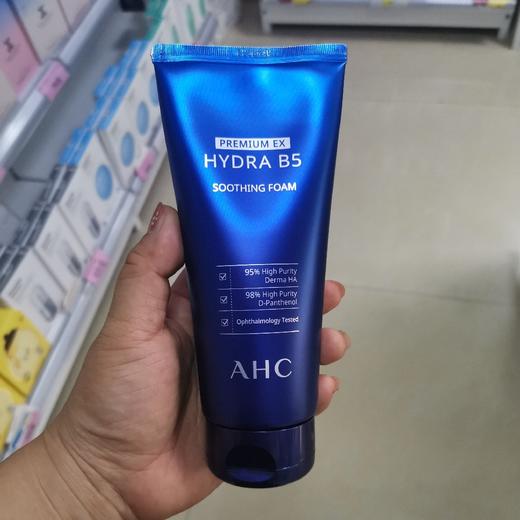 PREMIUM EX
HYDRA B5
SOOTHING FOAM
95% High Purity
Derma HA
98% High Purity
D-Panthenol
Ophthalmology Tested
AHC